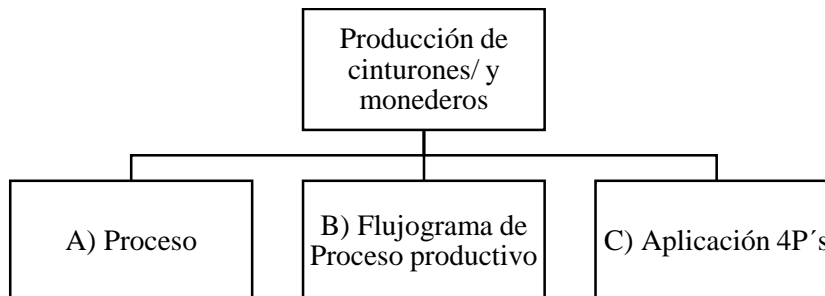 Producción de
cinturones/ y
monederos
A) Proceso
B) Flujograma de
Proceso productivo
C) Aplicación 4P´s